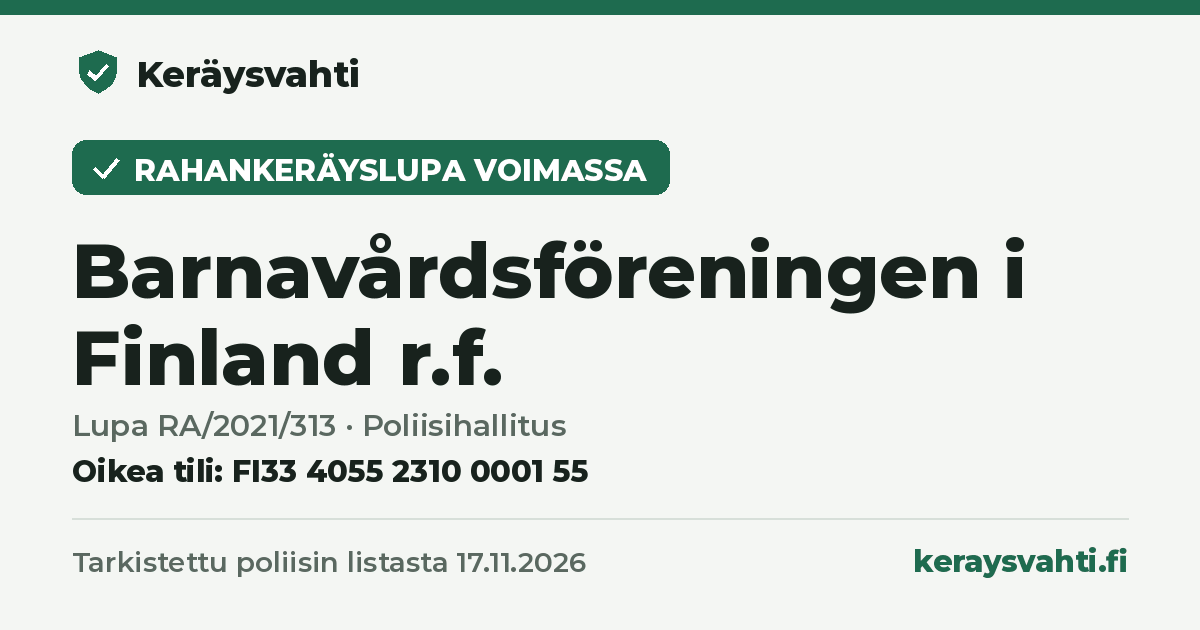 Keräysvahti
RAHANKERÄYSLUPA VOIMASSA
Barnavårdsföreningen i
Finland r.f.
Lupa RA/2021/313 · Poliisihallitus
Oikea tili: FI33 4055 2310 0001 55
Tarkistettu poliisin listasta 17.11.2026
keraysvahti.fi